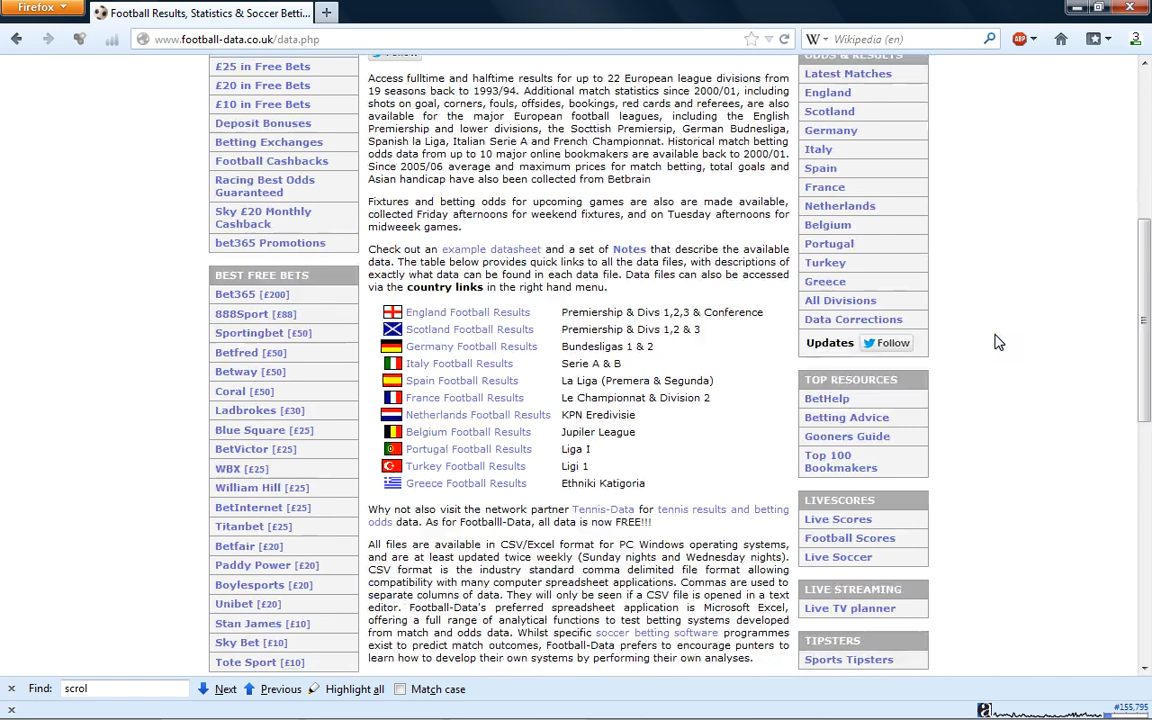 Firefox
Football Results, Statistics & Soccer Betti...
www.football-data.co.uk/data.php
Wikipedia (en)
ABP
3
£25 in Free Bets
£20 in Free Bets
£10 in Free Bets
Deposit Bonuses
Betting Exchanges
Football Cashbacks
Racing Best Odds
Guaranteed
Sky £20 Monthly
Cashback
bet365 Promotions
BEST FREE BETS
Bet365 [£200]
888Sport [£88]
Sportingbet [£50]
Betfred [£50]
Betway [£50]
Coral [£50]
Ladbrokes [£30]
Blue Square [£25]
BetVictor [£25]
WBX [£25]
William Hill [£25]
BetInternet [£25]
Titanbet [£25]
Betfair [£20]
Paddy Power [£20]
Boylesports [£20]
Unibet [£20]
Stan James [£10]
Sky Bet [£10]
Tote Sport [£10]
Follow
Access fulltime and halftime results for up to 22 European league divisions from
19 seasons back to 1993/94. Additional match statistics since 2000/01, including
shots on goal, corners, fouls, offsides, bookings, red cards and referees, are also
available for the major European football leagues, including the English
Premiership and lower divisions, the Socttish Premiersip, German Budnesliga,
Spanish la Liga, Italian Serie A and French Championnat. Historical match betting
odds data from up to 10 major online bookmakers are available back to 2000/01.
Since 2005/06 average and maximum prices for match betting, total goals and
Asian handicap have also been collected from Betbrain
Fixtures and betting odds for upcoming games are also are made available,
collected Friday afternoons for weekend fixtures, and on Tuesday afternoons for
midweeek games.
Check out an example datasheet and a set of Notes that describe the available
data. The table below provides quick links to all the data files, with descriptions of
exactly what data can be found in each data file. Data files can also be accessed
via the country links in the right hand menu.
England Football Results Premiership & Divs 1,2,3 & Conference
Scotland Football Results Premiership & Divs 1,2 & 3
Germany Football Results Bundesligas 1 & 2
Italy Football Results Serie A & B
Spain Football Results La Liga (Premera & Segunda)
France Football Results Le Championnat & Division 2
Netherlands Football Results KPN Eredivisie
Belgium Football Results Jupiler League
Portugal Football Results Liga I
Turkey Football Results Ligi 1
Greece Football Results Ethniki Katigoria
Why not also visit the network partner Tennis-Data for tennis results and betting
odds data. As for Footballl-Data, all data is now FREE!!!
All files are available in CSV/Excel format for PC Windows operating systems,
and are at least updated twice weekly (Sunday nights and Wednesday nights).
CSV format is the industry standard comma delimited file format allowing
compatibility with many computer spreadsheet applications. Commas are used to
separate columns of data. They will only be seen if a CSV file is opened in a text
editor. Football-Data's preferred spreadsheet application is Microsoft Excel,
offering a full range of analytical functions to test betting systems developed
from match and odds data. Whilst specific soccer betting software programmes
exist to predict match outcomes, Football-Data prefers to encourage punters to
learn how to develop their own systems by performing their own analyses.
ODDS & RESULTS
Latest Matches
England
Scotland
Germany
Italy
Spain
France
Netherlands
Belgium
Portugal
Turkey
Greece
All Divisions
Data Corrections
Updates Follow
TOP RESOURCES
BetHelp
Betting Advice
Gooners Guide
Top 100
Bookmakers
LIVESCORES
Live Scores
Football Scores
Live Soccer
LIVE STREAMING
Live TV planner
TIPSTERS
Sports Tipsters
Find: scrol Next Previous Highlight all Match case
#155,795